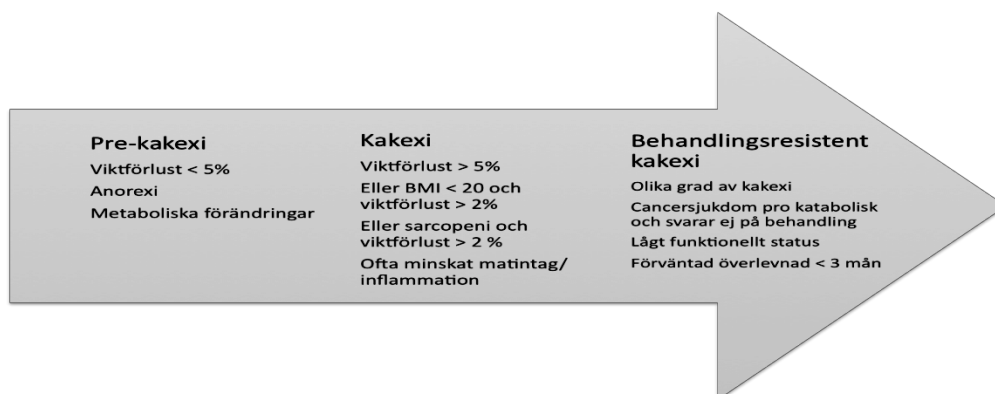 Pre-kakexi
Viktförlust < 5%
Anorexi
Metaboliska förändringar
Kakexi
Viktförlust > 5%
Eller BMI < 20 och
viktförlust > 2%
Eller sarcopeni och
viktförlust > 2 %
Ofta minskat matintag/
inflammation
Behandlingsresistent
kakexi
Olika grad av kakexi
Cancersjukdom pro katabolisk
och svarar ej på behandling
Lågt funktionellt status
Förväntad överlevnad < 3 mån